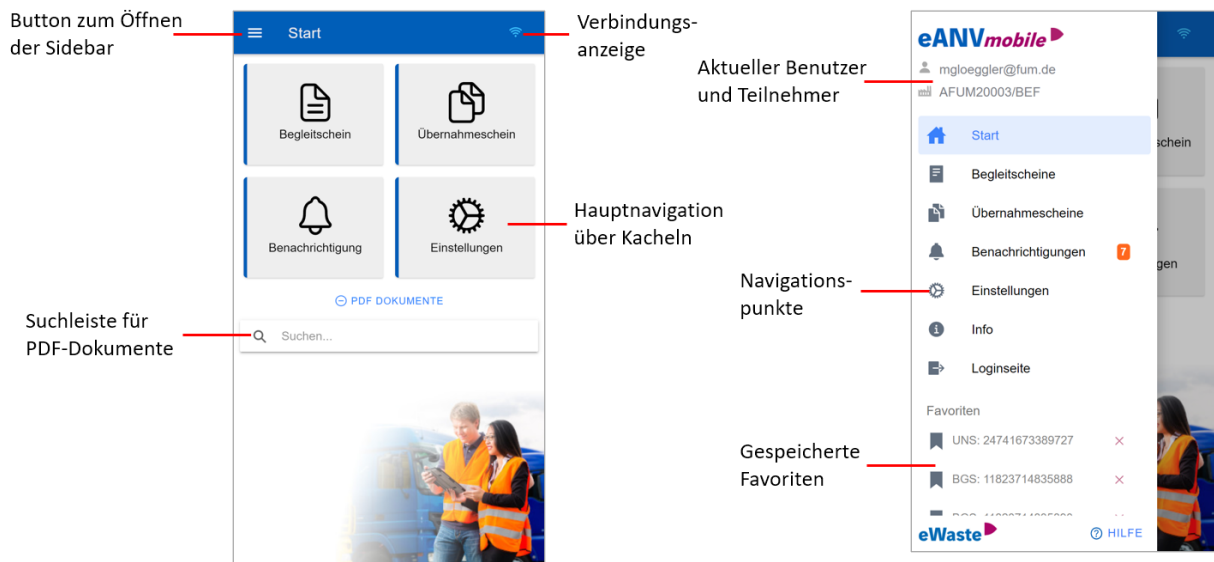 Button zum Öffnen
der Sidebar
Start
Verbindungs-
anzeige
Begleitschein
Übernahmeschein
Benachrichtigung
Einstellungen
Hauptnavigation
über Kacheln
PDF DOKUMENTE
Suchleiste für
PDF-Dokumente
Suchen...
eANVmobile
Aktueller Benutzer
und Teilnehmer
mgloeggler@fum.de
AFUM20003/BEF
Start
schein
Begleitscheine
Übernahmescheine
Benachrichtigungen 7
gen
Navigations-
punkte
Einstellungen
Info
Loginseite
Favoriten
Gespeicherte
Favoriten
UNS: 24741673389727
BGS: 11823714835888
eWaste
HILFE